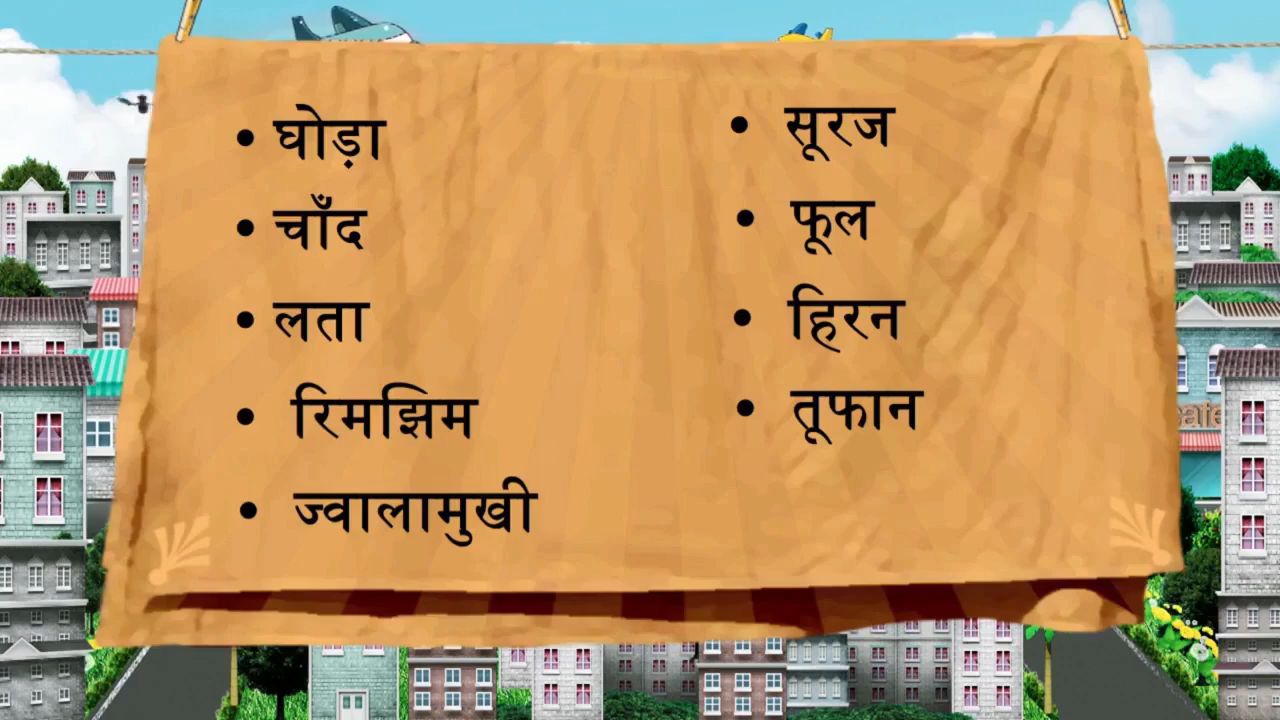 • घोड़ा
• चाँद
• लता
• रिमझिम
• ज्वालामुखी
• सूरज
• फूल
• हिरन
• तूफान